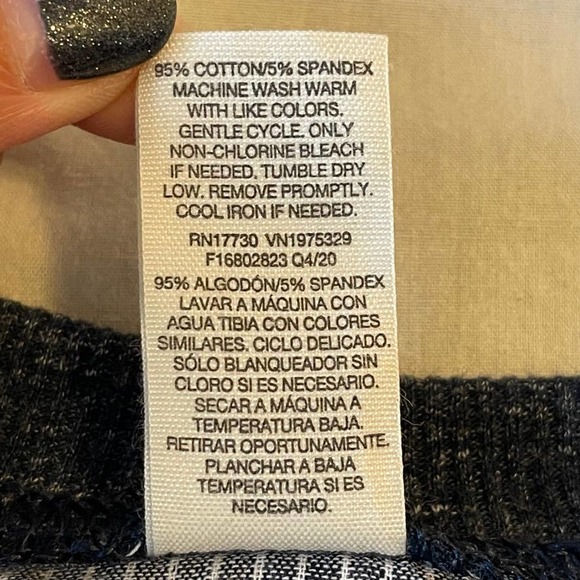 95% COTTON/5% SPANDEX
MACHINE WASH WARM
WITH LIKE COLORS.
GENTLE CYCLE. ONLY
NON-CHLORINE BLEACH
IF NEEDED. TUMBLE DRY
LOW. REMOVE PROMPTLY.
COOL IRON IF NEEDED.
RN17730 VN1975329
F16802823 Q4/20
95% ALGODÓN/5% SPANDEX
LAVAR A MÁQUINA CON
AGUA TIBIA CON COLORES
SIMILARES. CICLO DELICADO.
SÓLO BLANQUEADOR SIN
CLORO SI ES NECESARIO.
SECAR A MÁQUINA A
TEMPERATURA BAJA.
RETIRAR OPORTUNAMENTE.
PLANCHAR A BAJA
TEMPERATURA SI ES
NECESARIO.